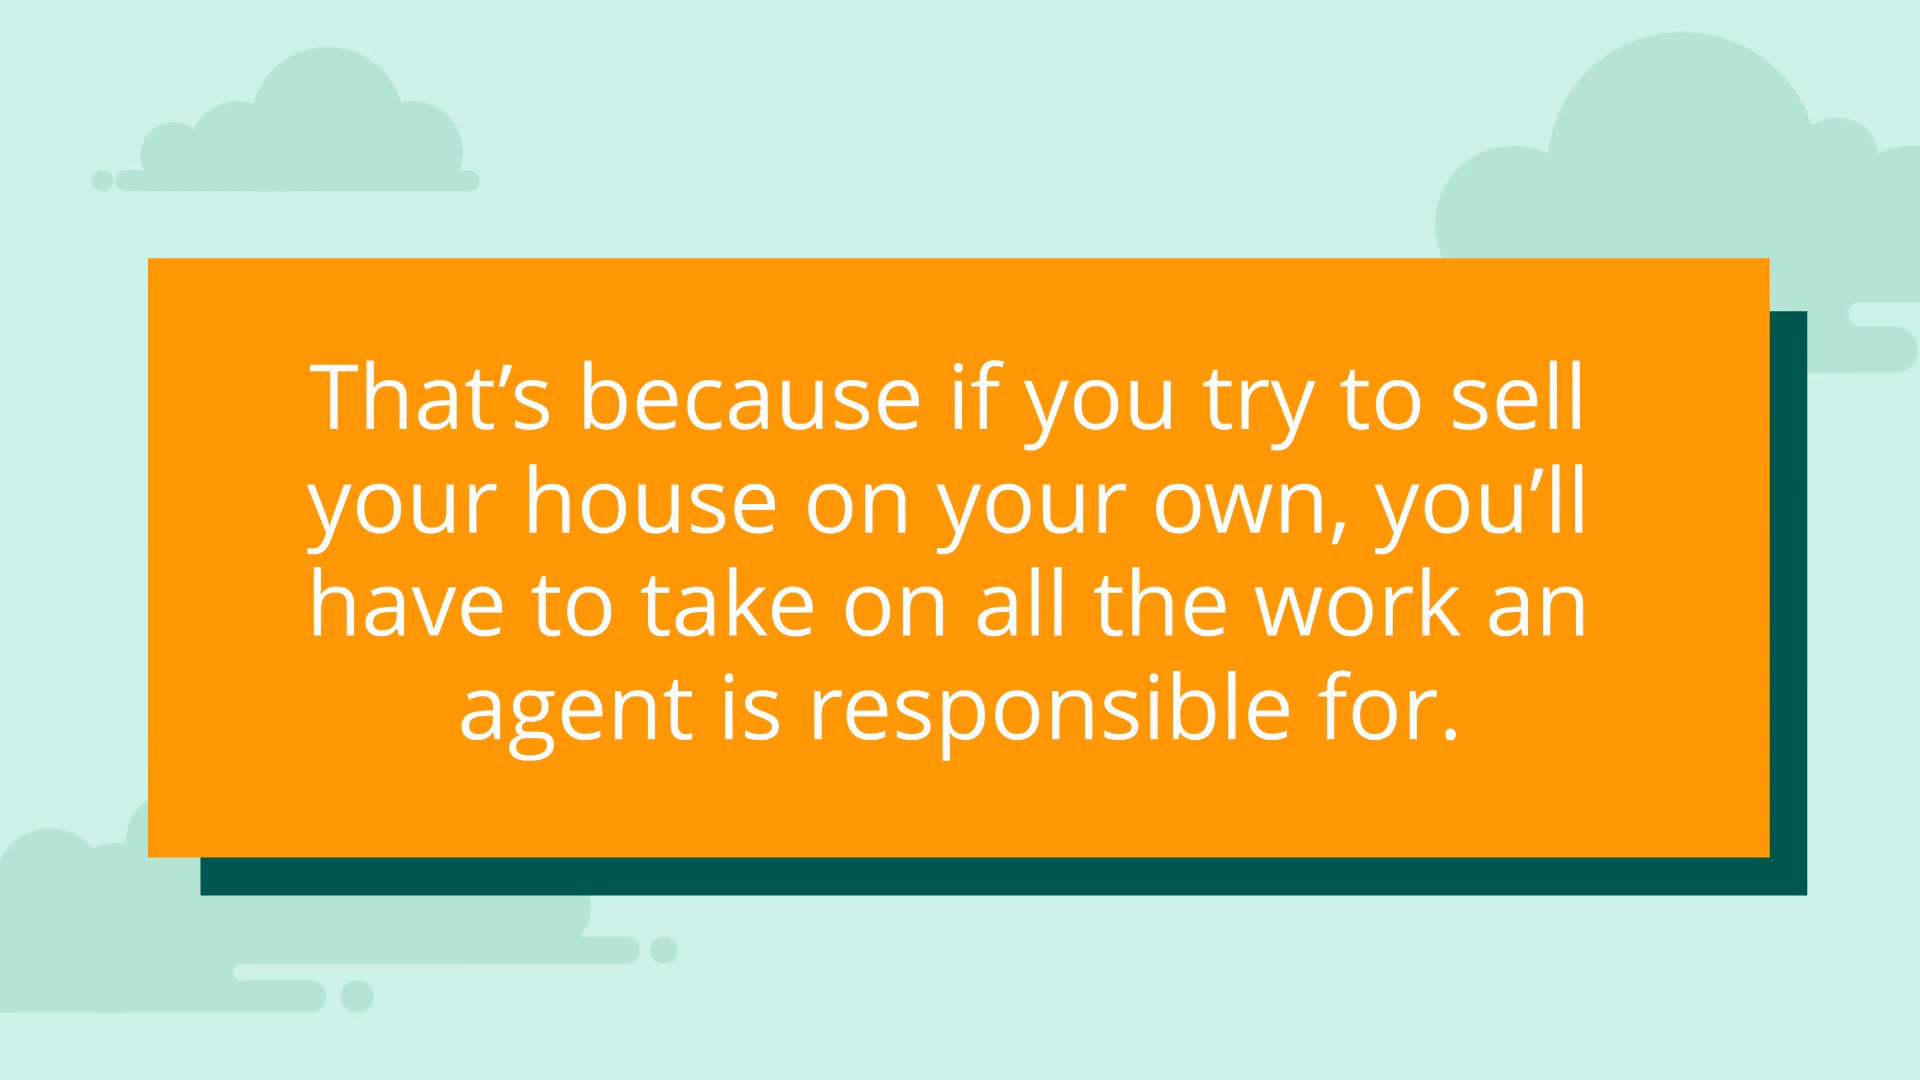 That’s because if you try to sell
your house on your own, you’ll
have to take on all the work an
agent is responsible for.